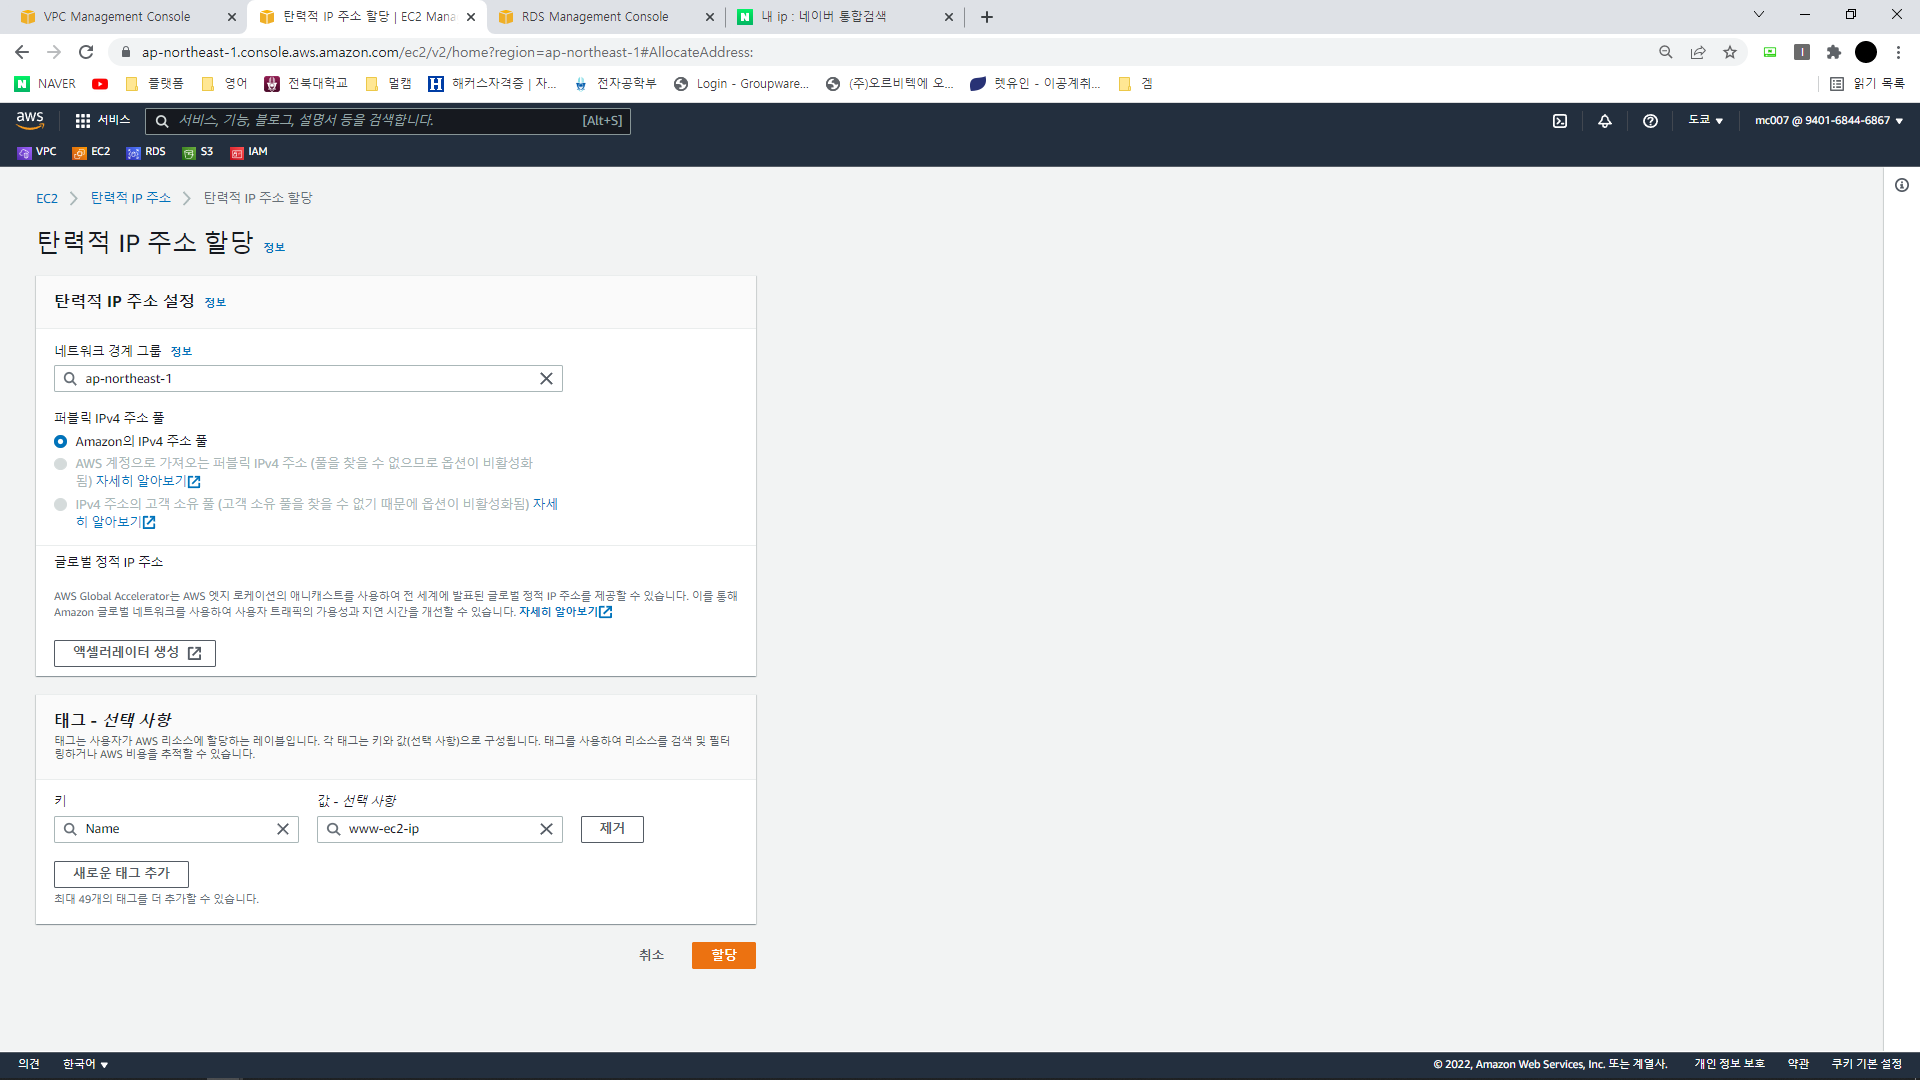 VPC Management Console
탄력적 IP 주소 할당 | EC2 Mana
RDS Management Console
내 ip : 네이버 통합검색
ap-northeast-1.console.aws.amazon.com/ec2/v2/home?region=ap-northeast-1#AllocateAddress:
NAVER
플랫폼
영어
전북대학교
멀캠
해커스자격증 | 자...
전자공학부
Login - Groupware...
(주)오르비텍에 오...
렛유인 - 이공계취...
겜
읽기 목록
aws
서비스
서비스, 기능, 블로그, 설명서 등을 검색합니다.
[Alt+S]
도쿄
mc007 @ 9401-6844-6867
VPC
EC2
RDS
S3
IAM
EC2
탄력적 IP 주소
탄력적 IP 주소 할당
탄력적 IP 주소 할당 정보
탄력적 IP 주소 설정 정보
네트워크 경계 그룹 정보
ap-northeast-1
퍼블릭 IPv4 주소 풀
Amazon의 IPv4 주소 풀
AWS 계정으로 가져오는 퍼블릭 IPv4 주소 (풀을 찾을 수 없으므로 옵션이 비활성화
됨) 자세히 알아보기
IPv4 주소의 고객 소유 풀 (고객 소유 풀을 찾을 수 없기 때문에 옵션이 비활성화됨) 자세
히 알아보기
글로벌 정적 IP 주소
AWS Global Accelerator는 AWS 엣지 로케이션의 애니캐스트를 사용하여 전 세계에 발표된 글로벌 정적 IP 주소를 제공할 수 있습니다. 이를 통해
Amazon 글로벌 네트워크를 사용하여 사용자 트래픽의 가용성과 지연 시간을 개선할 수 있습니다. 자세히 알아보기
액셀러레이터 생성
태그 - 선택 사항
태그는 사용자가 AWS 리소스에 할당하는 레이블입니다. 각 태그는 키와 값(선택 사항)으로 구성됩니다. 태그를 사용하여 리소스를 검색 및 필터
링하거나 AWS 비용을 추적할 수 있습니다.
키
값 - 선택 사항
Name
www-ec2-ip
제거
새로운 태그 추가
최대 49개의 태그를 더 추가할 수 있습니다.
취소
할당
의견
한국어
© 2022, Amazon Web Services, Inc. 또는 계열사.
개인 정보 보호
약관
쿠키 기본 설정